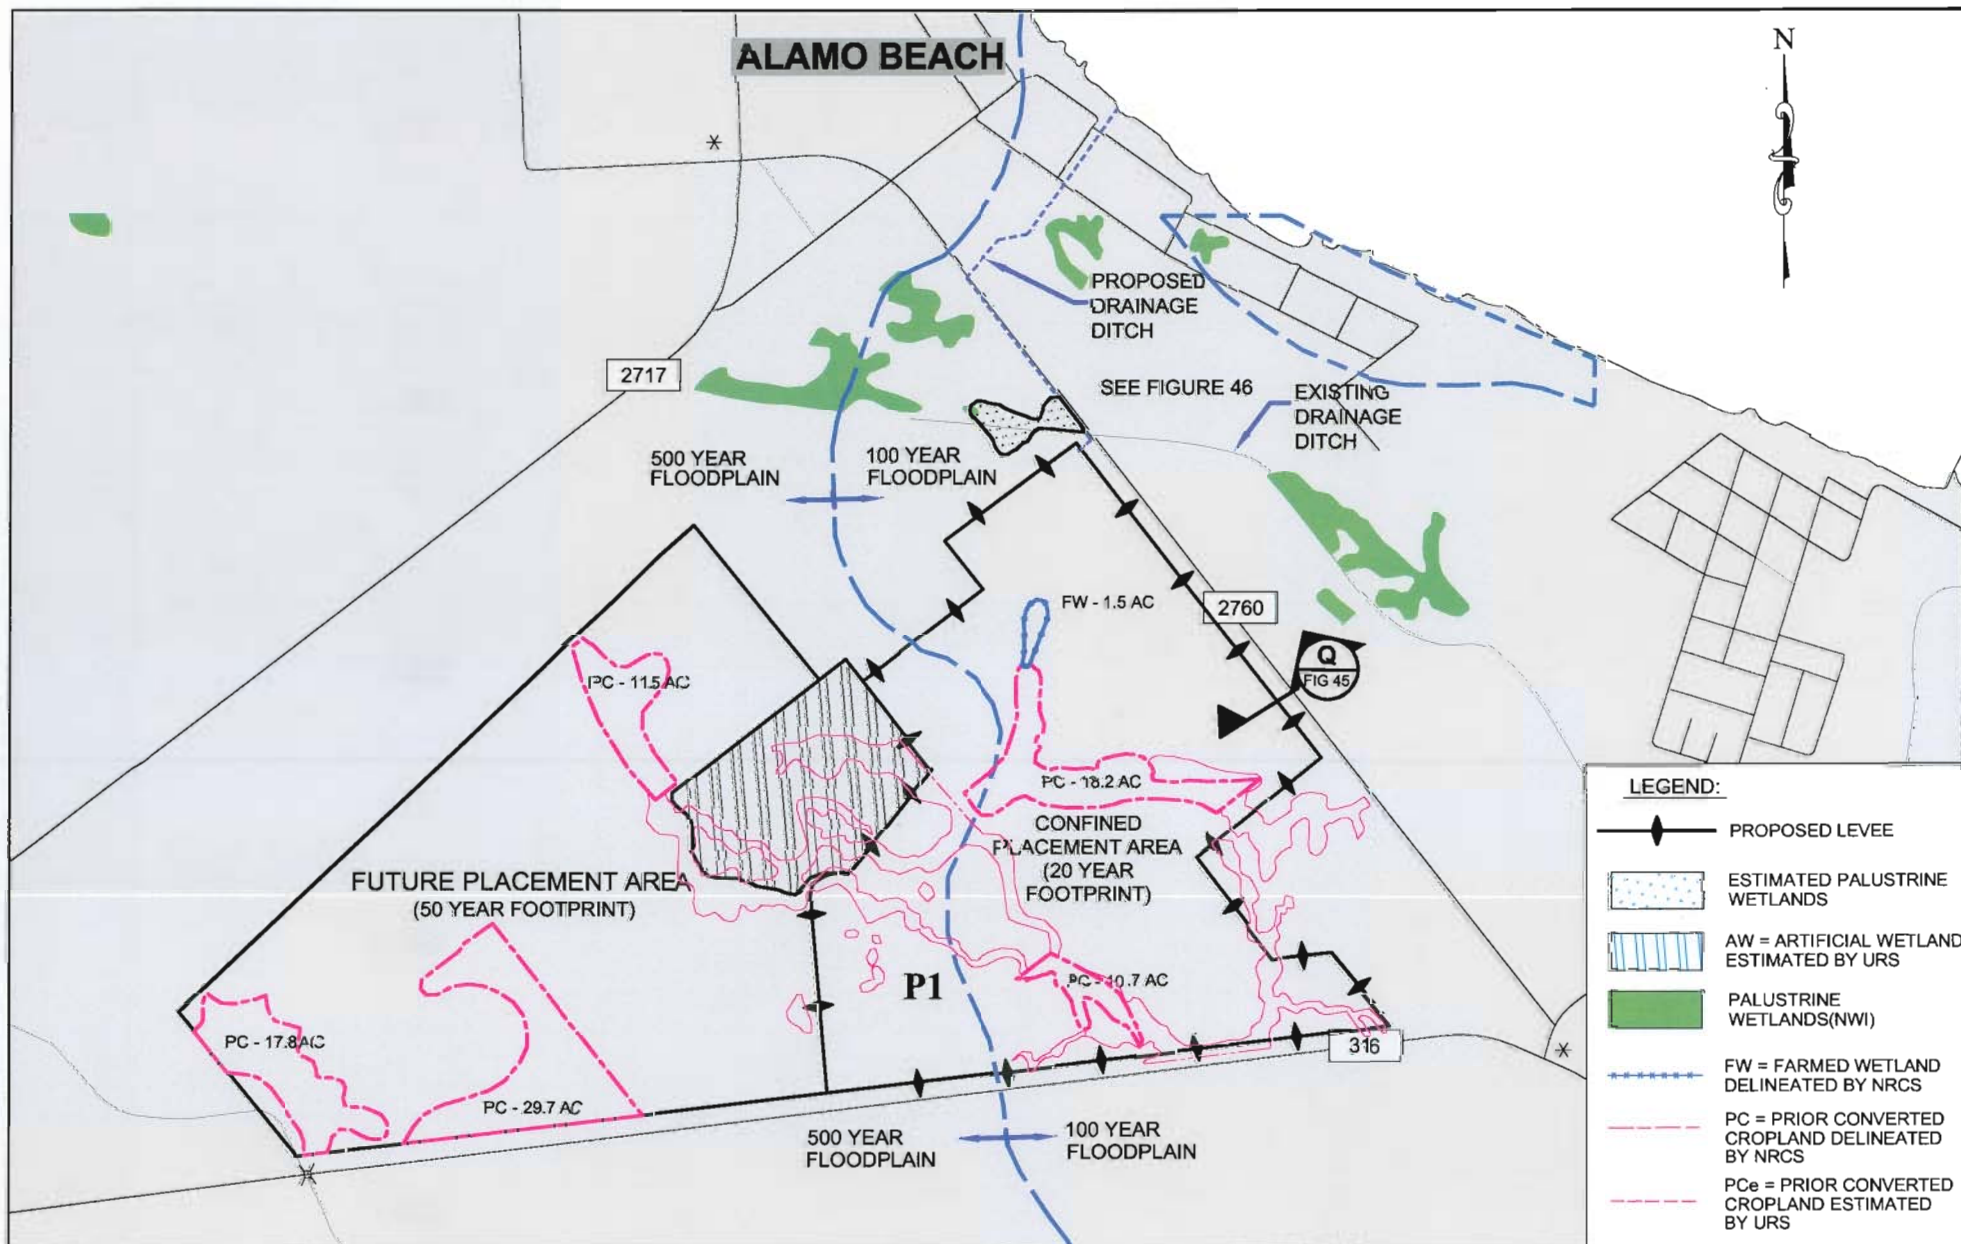 ALAMO BEACH
N
PROPOSED
DRAINAGE
DITCH
2717
SEE FIGURE 46
EXISTING
DRAINAGE
DITCH
500 YEAR
FLOODPLAIN
100 YEAR
FLOODPLAIN
FW - 1.5 AC
2760
Q
FIG 45
PC - 11.5 AC
PC - 18.2 AC
CONFINED
PLACEMENT AREA
(20 YEAR
FOOTPRINT)
FUTURE PLACEMENT AREA
(50 YEAR FOOTPRINT)
P1
PC - 10.7 AC
PC - 17.8 AC
316
PC - 29.7 AC
500 YEAR
FLOODPLAIN
100 YEAR
FLOODPLAIN
LEGEND:
PROPOSED LEVEE
ESTIMATED PALUSTRINE
WETLANDS
AW = ARTIFICIAL WETLAND
ESTIMATED BY URS
PALUSTRINE
WETLANDS(NWI)
FW = FARMED WETLAND
DELINEATED BY NRCS
PC = PRIOR CONVERTED
CROPLAND DELINEATED
BY NRCS
PCe = PRIOR CONVERTED
CROPLAND ESTIMATED
BY URS